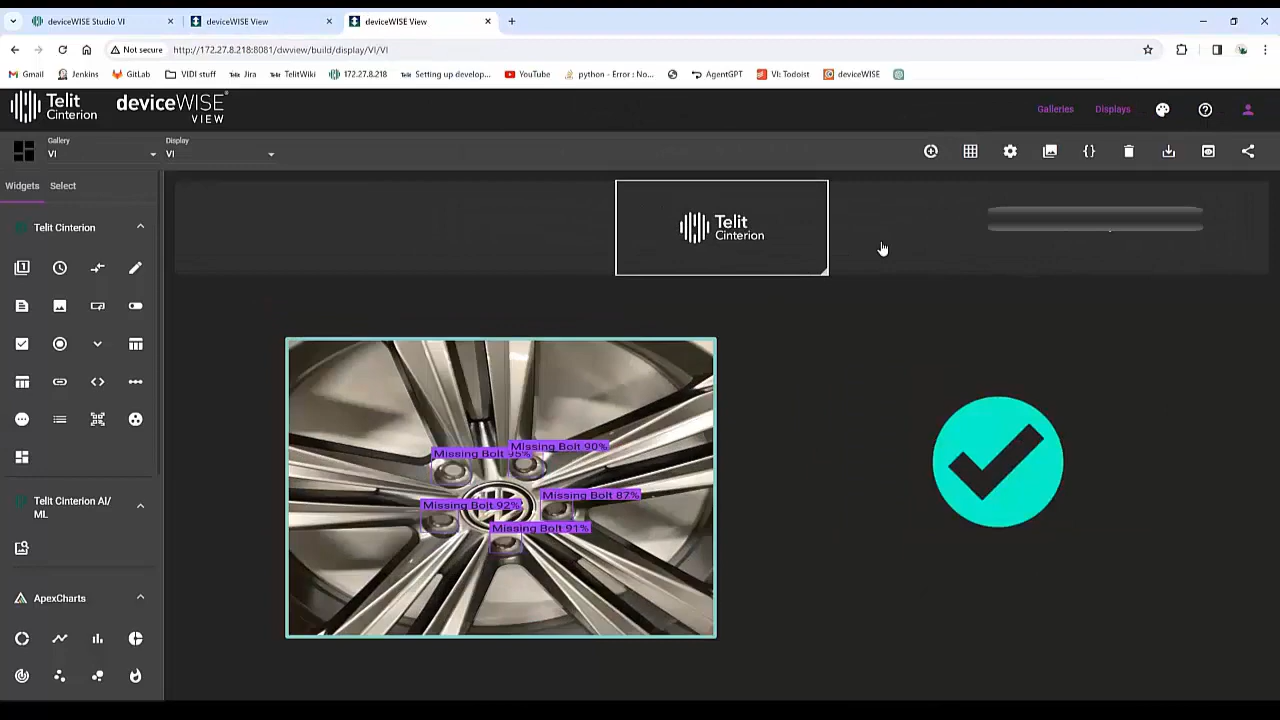 deviceWISE Studio VI
deviceWISE View
deviceWISE View
Not secure
http://172.27.8.218:8081/dwview/build/display/VI/VI
Gmail
Jenkins
GitLab
VIDI stuff
Jira
TelitWiki
172.27.8.218
Setting up develop...
YouTube
python - Error : No...
AgentGPT
VI: Todoist
deviceWISE
Telit
Cinterion
deviceWISE®
VIEW
Galleries
Displays
Gallery
VI
Display
VI
Widgets
Select
Telit Cinterion
Telit
Cinterion
Missing Bolt 95%
Missing Bolt 90%
Missing Bolt 92%
Missing Bolt 87%
Missing Bolt 91%
Telit Cinterion AI/
ML
ApexCharts